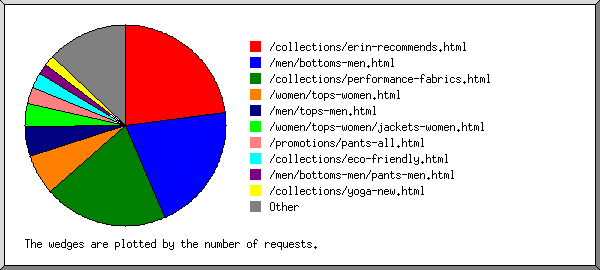 /collections/erin-recommends.html
/men/bottoms-men.html
/collections/performance-fabrics.html
/women/tops-women.html
/men/tops-men.html
/women/tops-women/jackets-women.html
/promotions/pants-all.html
/collections/eco-friendly.html
/men/bottoms-men/pants-men.html
/collections/yoga-new.html
Other
The wedges are plotted by the number of requests.